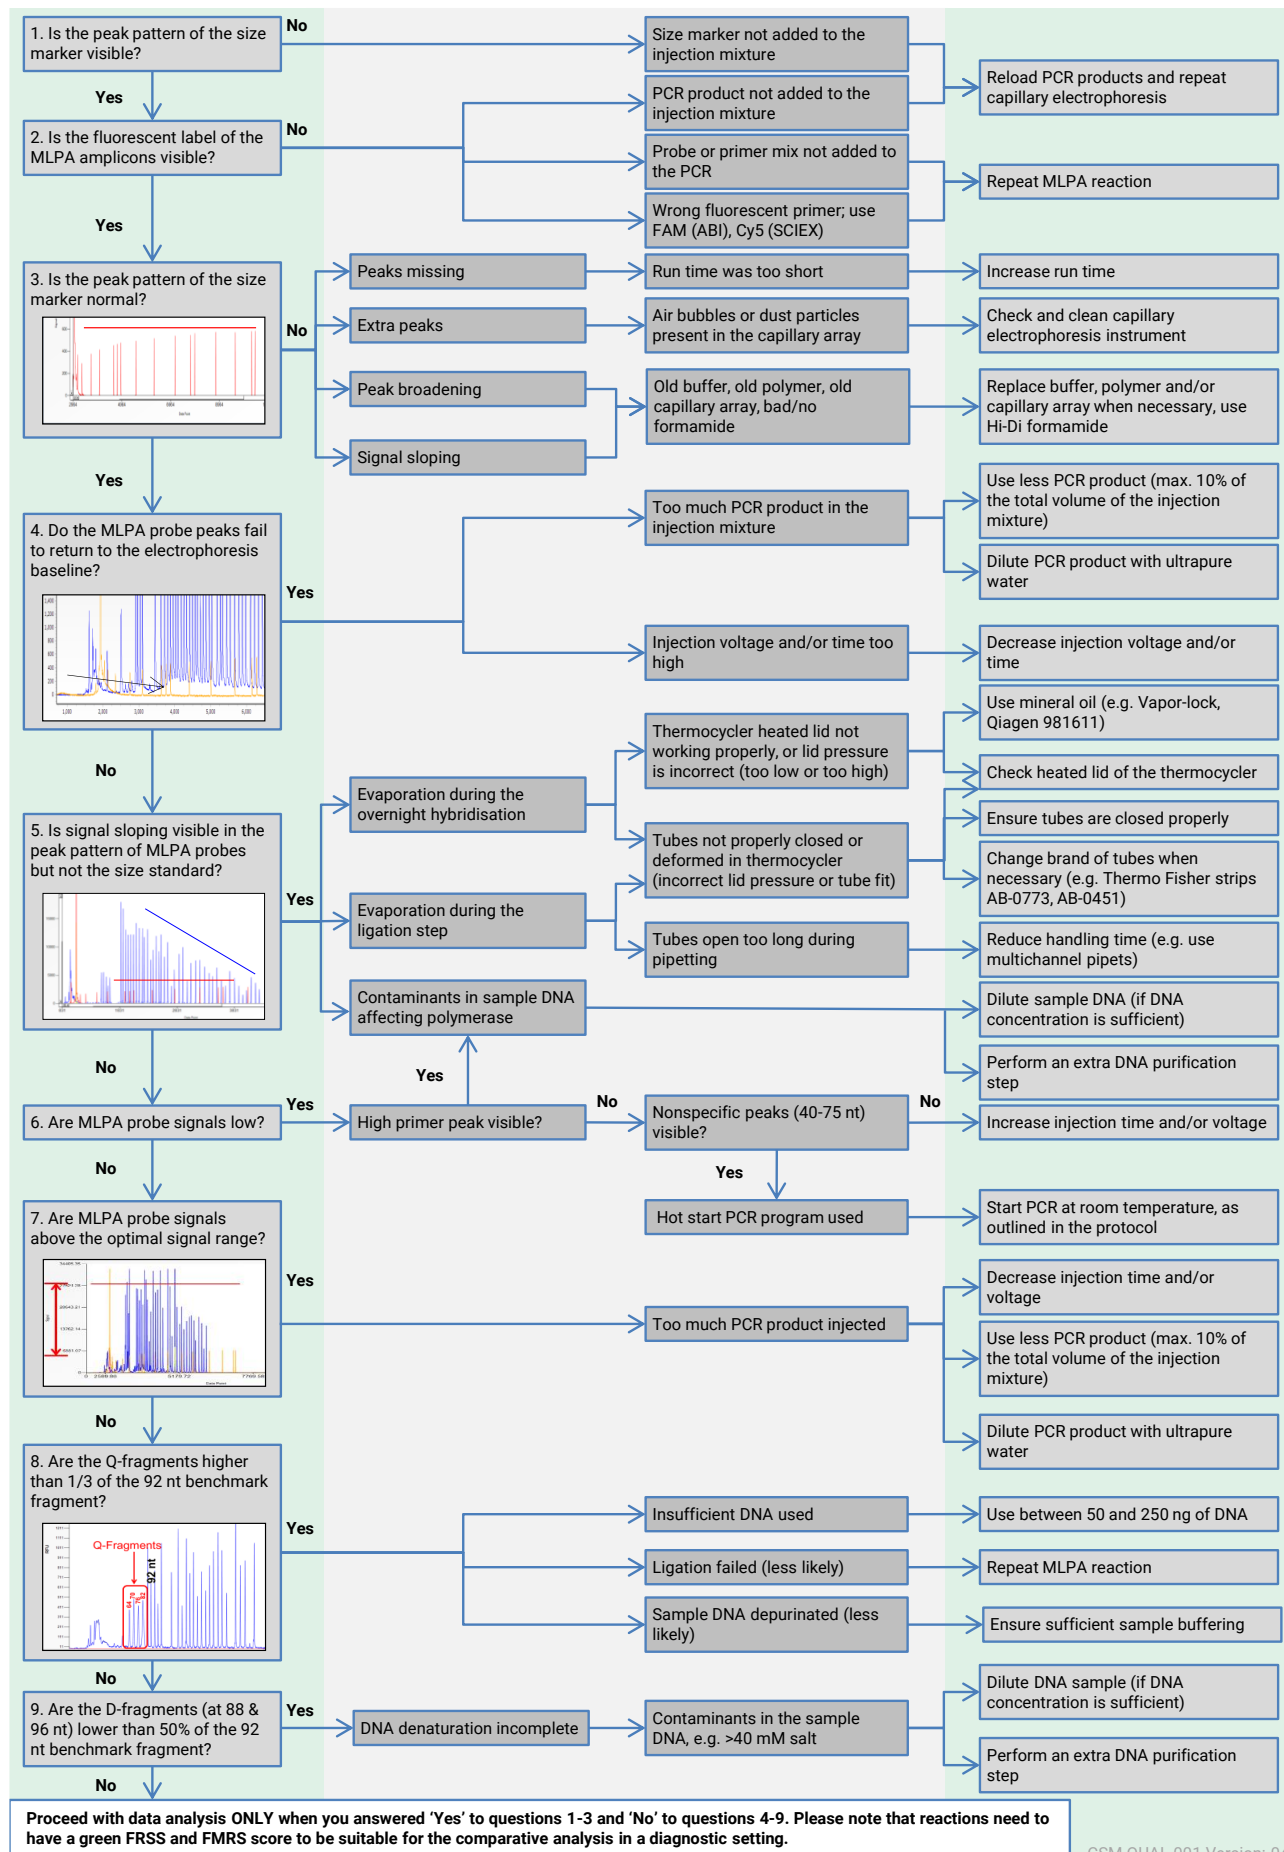 1. Is the peak pattern of the size
marker visible?
No
Size marker not added to the
injection mixture
Reload PCR products and repeat
capillary electrophoresis
Yes
PCR product not added to the
injection mixture
2. Is the fluorescent label of the
MLPA amplicons visible?
No
Probe or primer mix not added to
the PCR
Repeat MLPA reaction
Wrong fluorescent primer; use
FAM (ABI), Cy5 (SCIEX)
Yes
3. Is the peak pattern of the size
marker normal?
No
Peaks missing
Run time was too short
Increase run time
Extra peaks
Air bubbles or dust particles
present in the capillary array
Check and clean capillary
electrophoresis instrument
Peak broadening
Old buffer, old polymer, old
capillary array, bad/no
formamide
Replace buffer, polymer and/or
capillary array when necessary, use
Hi-Di formamide
Signal sloping
Yes
4. Do the MLPA probe peaks fail
to return to the electrophoresis
baseline?
1,400
1,200
1,000
800
600
400
200
0
1,000 2,000 3,000 4,000 5,000 6,000
Yes
Too much PCR product in the
injection mixture
Use less PCR product (max. 10% of
the total volume of the injection
mixture)
Dilute PCR product with ultrapure
water
Injection voltage and/or time too
high
Decrease injection voltage and/or
time
No
5. Is signal sloping visible in the
peak pattern of MLPA probes
but not the size standard?
Yes
Evaporation during the
overnight hybridisation
Thermocycler heated lid not
working properly, or lid pressure
is incorrect (too low or too high)
Use mineral oil (e.g. Vapor-lock,
Qiagen 981611)
Check heated lid of the thermocycler
Tubes not properly closed or
deformed in thermocycler
(incorrect lid pressure or tube fit)
Ensure tubes are closed properly
Change brand of tubes when
necessary (e.g. Thermo Fisher strips
AB-0773, AB-0451)
Evaporation during the
ligation step
Tubes open too long during
pipetting
Reduce handling time (e.g. use
multichannel pipets)
Contaminants in sample DNA
affecting polymerase
Dilute sample DNA (if DNA
concentration is sufficient)
Perform an extra DNA purification
step
No
Yes
6. Are MLPA probe signals low?
Yes
High primer peak visible?
No
Nonspecific peaks (40-75 nt)
visible?
No
Increase injection time and/or voltage
Yes
Hot start PCR program used
Start PCR at room temperature, as
outlined in the protocol
No
7. Are MLPA probe signals
above the optimal signal range?
Yes
Too much PCR product injected
Decrease injection time and/or
voltage
Use less PCR product (max. 10% of
the total volume of the injection
mixture)
Dilute PCR product with ultrapure
water
No
8. Are the Q-fragments higher
than 1/3 of the 92 nt benchmark
fragment?
Q-Fragments
92 nt
64
70
76
82
Yes
Insufficient DNA used
Use between 50 and 250 ng of DNA
Ligation failed (less likely)
Repeat MLPA reaction
Sample DNA depurinated (less
likely)
Ensure sufficient sample buffering
No
9. Are the D-fragments (at 88 &
96 nt) lower than 50% of the 92
nt benchmark fragment?
Yes
DNA denaturation incomplete
Contaminants in the sample
DNA, e.g. >40 mM salt
Dilute DNA sample (if DNA
concentration is sufficient)
Perform an extra DNA purification
step
No
Proceed with data analysis ONLY when you answered ‘Yes’ to questions 1-3 and ‘No’ to questions 4-9. Please note that reactions need to
have a green FRSS and FMRS score to be suitable for the comparative analysis in a diagnostic setting.